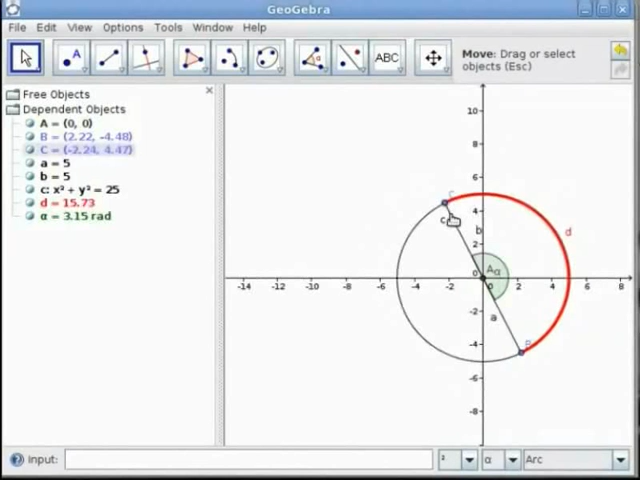 GeoGebra
File Edit View Options Tools Window Help
A
α
ABC
Move: Drag or select
objects (Esc)
Free Objects
Dependent Objects
A = (0, 0)
B = (2.22, -4.48)
C = (-2.24, 4.47)
a = 5
b = 5
c: x² + y² = 25
d = 15.73
α = 3.15 rad
10
8
6
4
2
0
-2
-4
-6
-8
-14 -12 -10 -8 -6 -4 -2 0 2 4 6 8
C
c
b
d
A
α
a
B
Input:
²
α
Arc